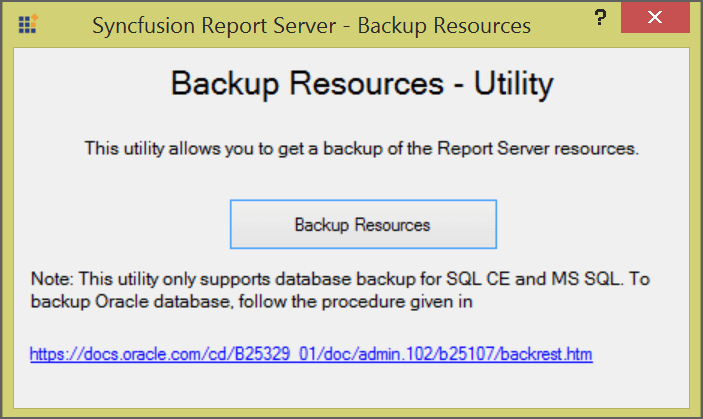 Syncfusion Report Server - Backup Resources
?
Backup Resources - Utility
This utility allows you to get a backup of the Report Server resources.
Backup Resources
Note: This utility only supports database backup for SQL CE and MS SQL. To
backup Oracle database, follow the procedure given in
https://docs.oracle.com/cd/B25329_01/doc/admin.102/b25107/backrest.htm